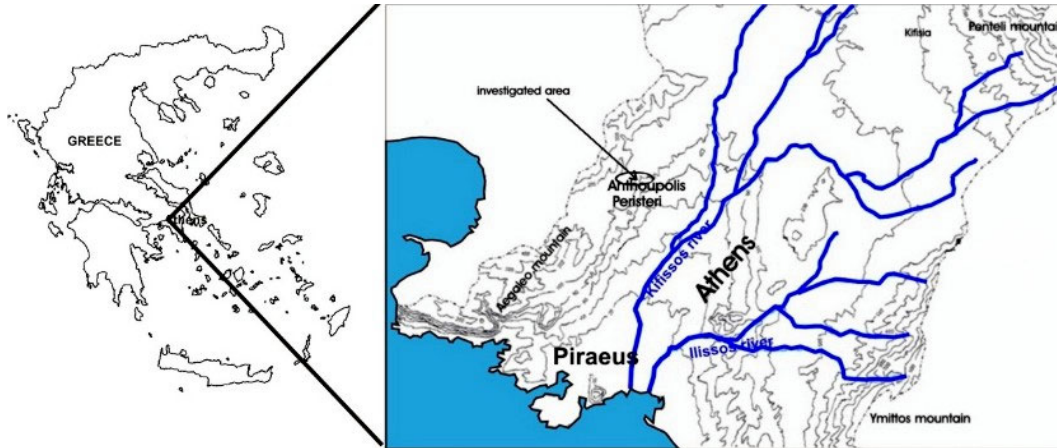 GREECE
Athens
Kifisia
Penteli mountain
investigated area
Anthoupolis
Peristeri
Aegaleo mountain
Kifissos river
Athens
Piraeus
Ilissos river
Ymittos mountain